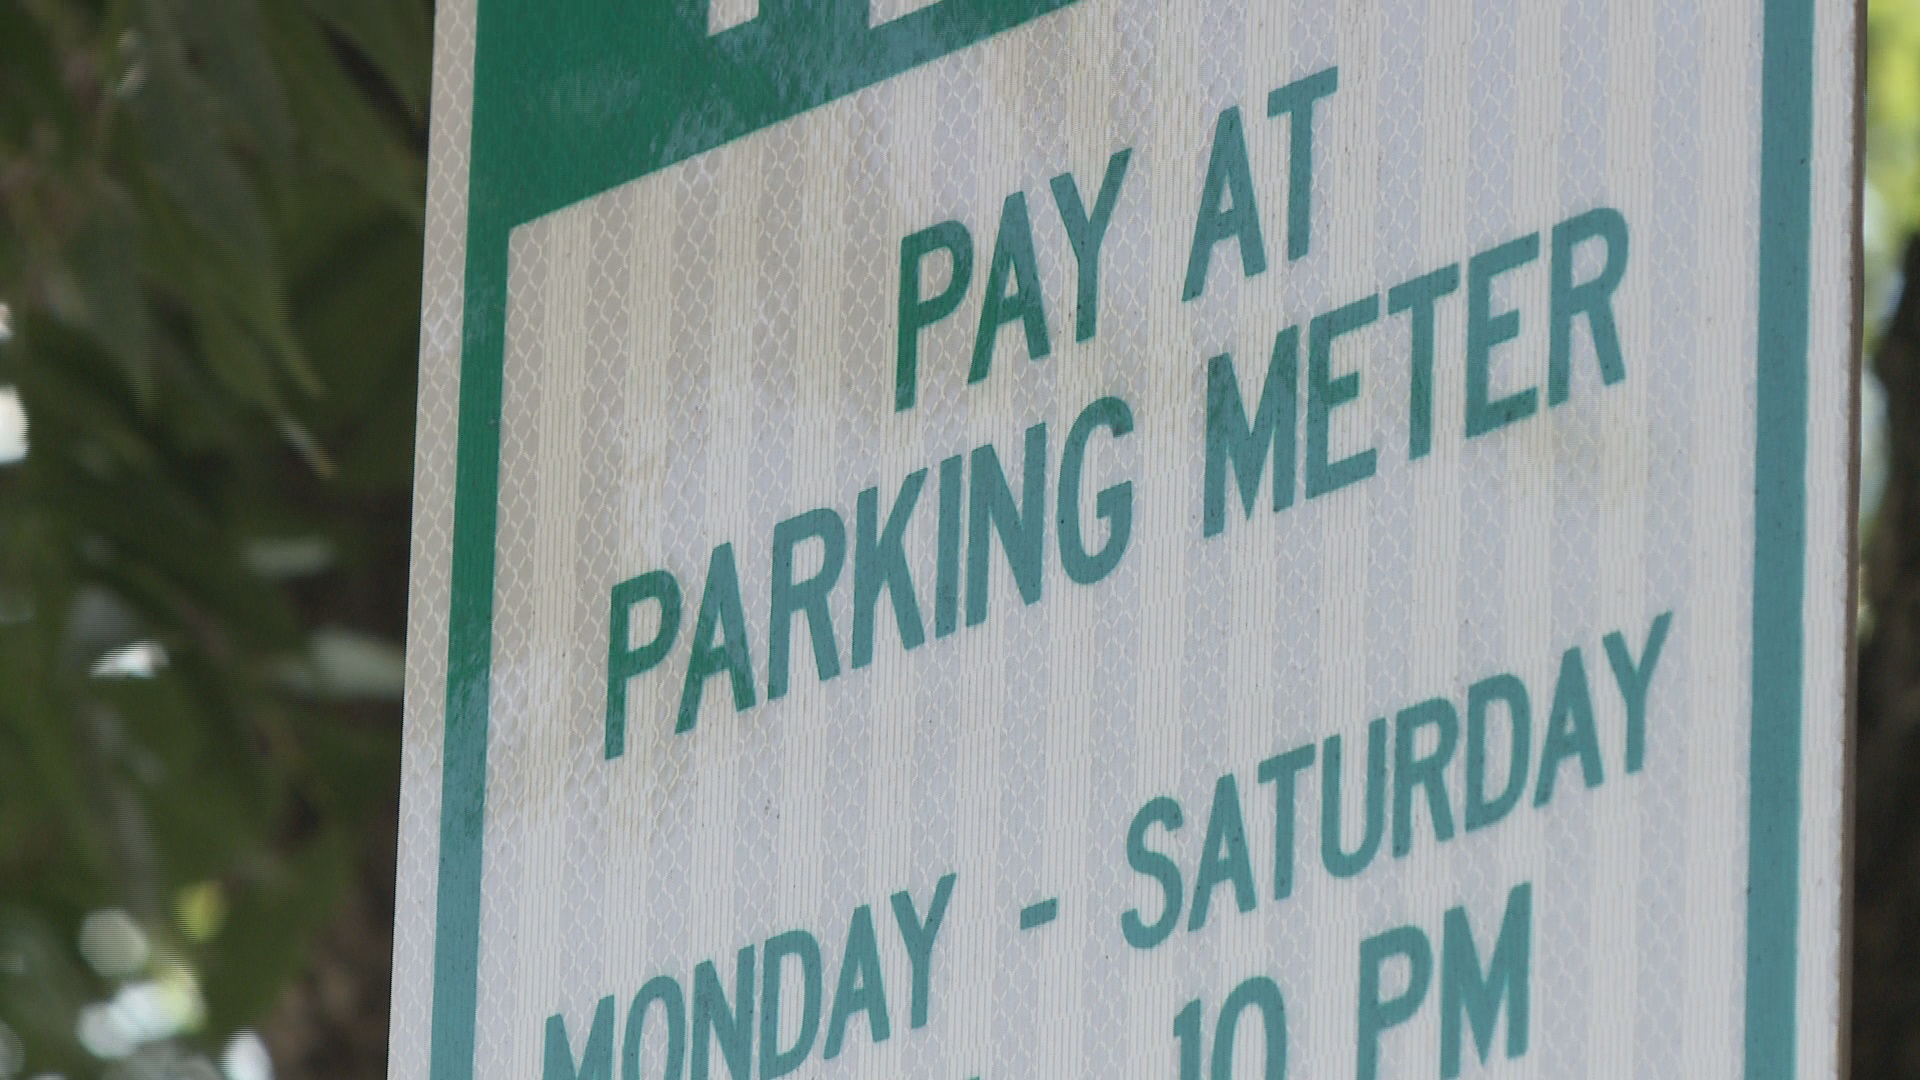 PAY AT
PARKING METER
MONDAY - SATURDAY
10 PM